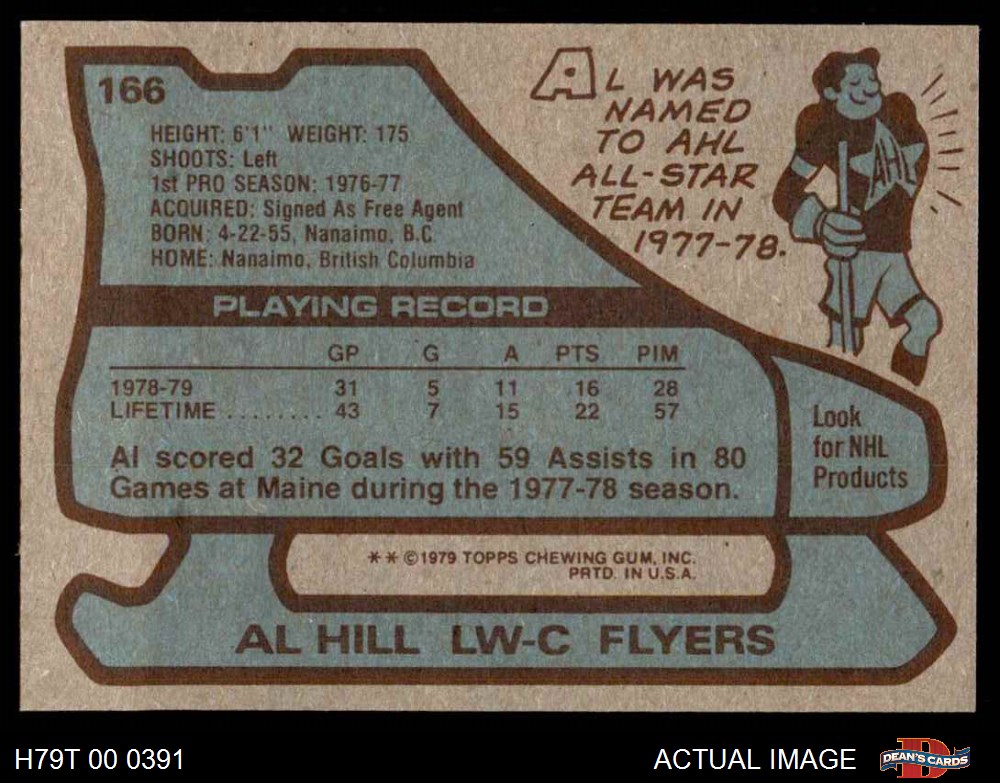 166
HEIGHT: 6'1" WEIGHT: 175
SHOOTS: Left
1st PRO SEASON: 1976-77
ACQUIRED: Signed As Free Agent
BORN: 4-22-55, Nanaimo, B.C.
HOME: Nanaimo, British Columbia
AL WAS
NAMED
TO AHL
ALL-STAR
TEAM IN
1977-78.
AHL
PLAYING RECORD
GP G A PTS PIM
1978-79 31 5 11 16 28
LIFETIME ........ 43 7 15 22 57
Al scored 32 Goals with 59 Assists in 80
Games at Maine during the 1977-78 season.
Look
for NHL
Products
**©1979 TOPPS CHEWING GUM, INC.
PRTD. IN U.S.A.
AL HILL LW-C FLYERS
H79T 00 0391
ACTUAL IMAGE
D
DEAN'S CARDS